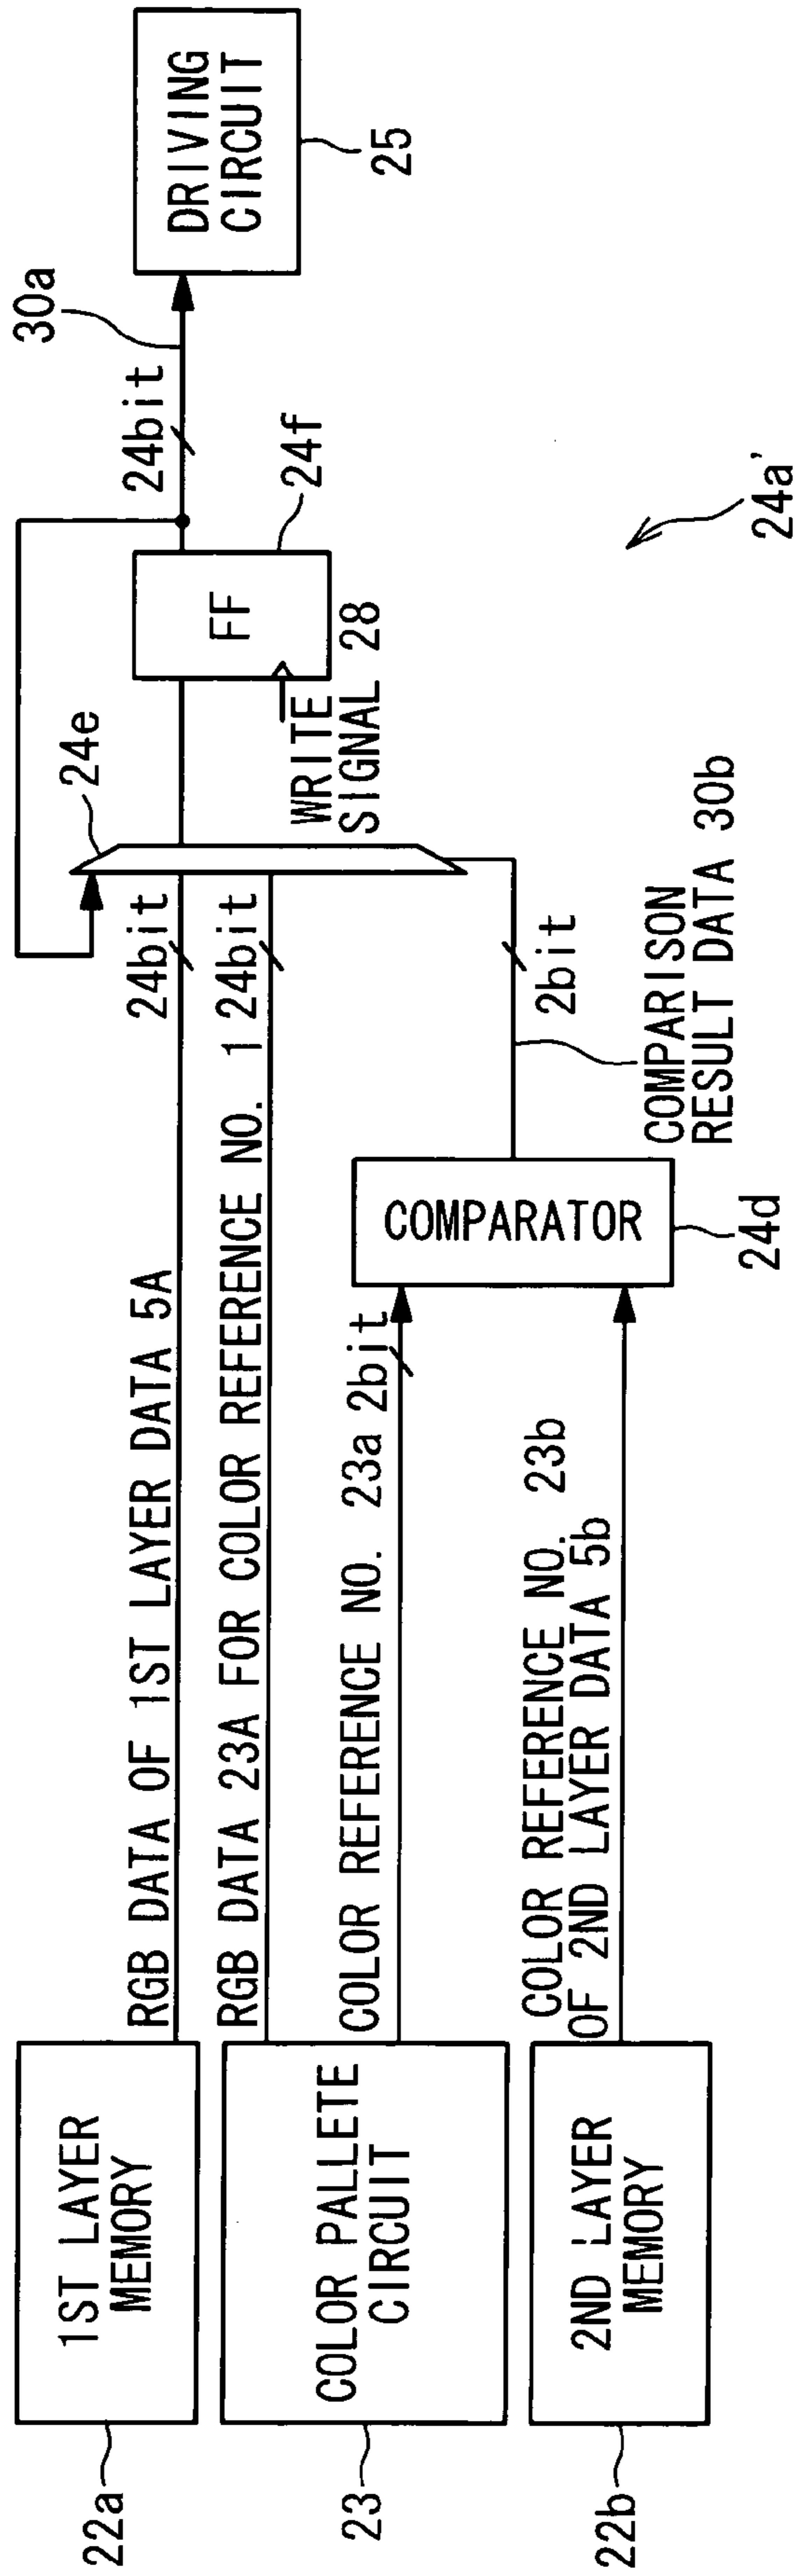 22a
1ST LAYER
MEMORY
RGB DATA OF 1ST LAYER DATA 5A
24bit
24e
FF
24f
24bit
30a
DRIVING
CIRCUIT
25
23
COLOR PALLETE
CIRCUIT
RGB DATA 23A FOR COLOR REFERENCE NO. 1
24bit
WRITE
SIGNAL 28
COLOR REFERENCE NO. 23a
2bit
COMPARATOR
24d
2bit
COMPARISON
RESULT DATA 30b
22b
2ND LAYER
MEMORY
COLOR REFERENCE NO. 23b
OF 2ND LAYER DATA 5b
24a'